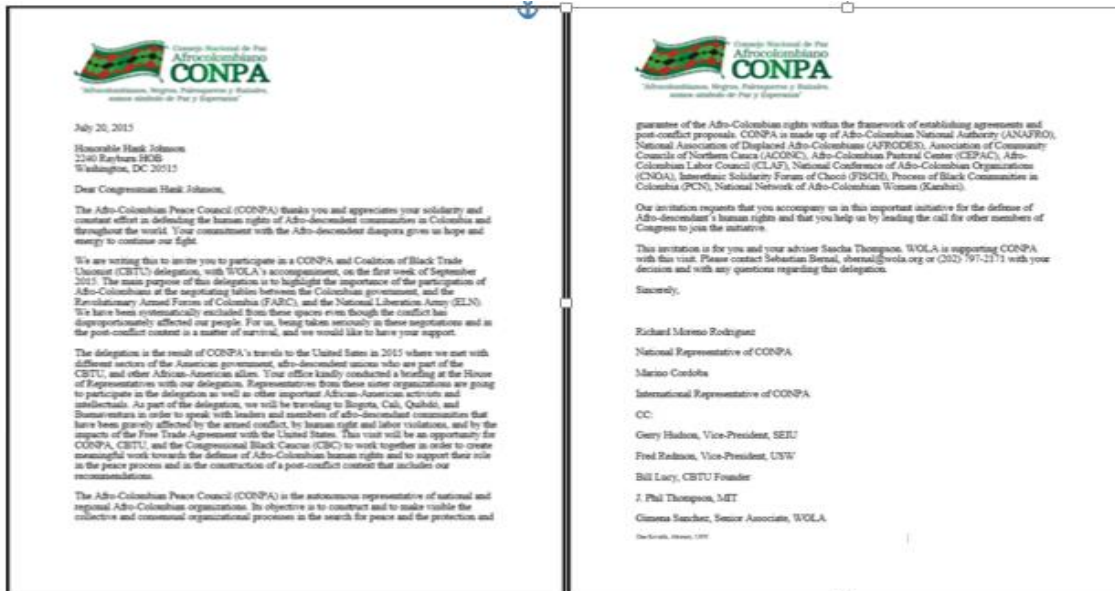 Consejo Nacional de Paz
Afrocolombiano
CONPA
"Afrocolombianos, Negros, Palenqueros y Raizales,
somos símbolo de Paz y Esperanza"
July 20, 2015
Honorable Hank Johnson
2240 Rayburn HOB
Washington, DC 20515
Dear Congressman Hank Johnson,
The Afro-Colombian Peace Council (CONPA) thanks you and appreciates your solidarity and
constant effort in defending the human rights of Afro-descendent communities in Colombia and
throughout the world. Your commitment with the Afro-descendent diaspora gives us hope and
energy to continue our fight.
We are writing this to invite you to participate in a CONPA and Coalition of Black Trade
Unionist (CBTU) delegation, with WOLA's accompaniment, on the first week of September
2015. The main purpose of this delegation is to highlight the importance of the participation of
Afro-Colombians at the negotiating tables between the Colombian government, and the
Revolutionary Armed Forces of Colombia (FARC), and the National Liberation Army (ELN).
We have been systematically excluded from these spaces even though the conflict has
disproportionately affected our people. For us, being taken seriously in these negotiations and in
the post-conflict context is a matter of survival, and we would like to have your support.
The delegation is the result of CONPA's travels to the United Sates in 2015 where we met with
different sectors of the American government, afro-descendent unions who are part of the
CBTU, and other African-American allies. Your office kindly conducted a briefing at the House
of Representatives with our delegation. Representatives from these sister organizations are going
to participate in the delegation as well as other important African-American activists and
intellectuals. As part of the delegation, we will be traveling to Bogota, Cali, Quibdó, and
Buenaventura in order to speak with leaders and members of afro-descendant communities that
have been gravely affected by the armed conflict, by human right and labor violations, and by the
impacts of the Free Trade Agreement with the United States. This visit will be an opportunity for
CONPA, CBTU, and the Congressional Black Caucus (CBC) to work together in order to create
meaningful work towards the defense of Afro-Colombian human rights and to support their role
in the peace process and in the construction of a post-conflict context that includes our
recommendations.
The Afro-Colombian Peace Council (CONPA) is the autonomous representative of national and
regional Afro-Colombian organizations. Its objective is to construct and to make visible the
collective and consensual organizational processes in the search for peace and the protection and
Consejo Nacional de Paz
Afrocolombiano
CONPA
"Afrocolombianos, Negros, Palenqueros y Raizales,
somos símbolo de Paz y Esperanza"
guarantee of the Afro-Colombian rights within the framework of establishing agreements and
post-conflict proposals. CONPA is made up of Afro-Colombian National Authority (ANAFRO),
National Association of Displaced Afro-Colombians (AFRODES), Association of Community
Councils of Northern Cauca (ACONC), Afro-Colombian Pastoral Center (CEPAC), Afro-
Colombian Labor Council (CLAF), National Conference of Afro-Colombian Organizations
(CNOA), Interethnic Solidarity Forum of Chocó (FISCH), Process of Black Communities in
Colombia (PCN), National Network of Afro-Colombian Women (Kambiri).
Our invitation requests that you accompany us in this important initiative for the defense of
Afro-descendant's human rights and that you help us by leading the call for other members of
Congress to join the initiative.
This invitation is for you and your adviser Sascha Thompson. WOLA is supporting CONPA
with this visit. Please contact Sebastian Bernal, sbernal@wola.org or (202) 797-2171 with your
decision and with any questions regarding this delegation.
Sincerely,
Richard Moreno Rodriguez
National Representative of CONPA
Marino Cordoba
International Representative of CONPA
CC:
Gerry Hudson, Vice-President, SEIU
Fred Redmon, Vice-President, USW
Bill Lucy, CBTU Founder
J. Phil Thompson, MIT
Gimena Sanchez, Senior Associate, WOLA